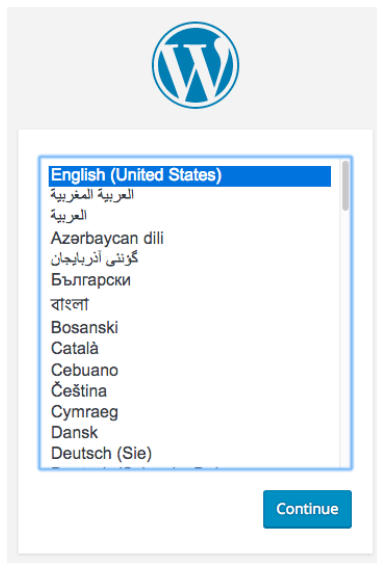 English (United States)
العربية المغربية
العربية
Azərbaycan dili
گؤنئی آذربایجان
Български
বাংলা
Bosanski
Català
Cebuano
Čeština
Cymraeg
Dansk
Deutsch (Sie)
Continue